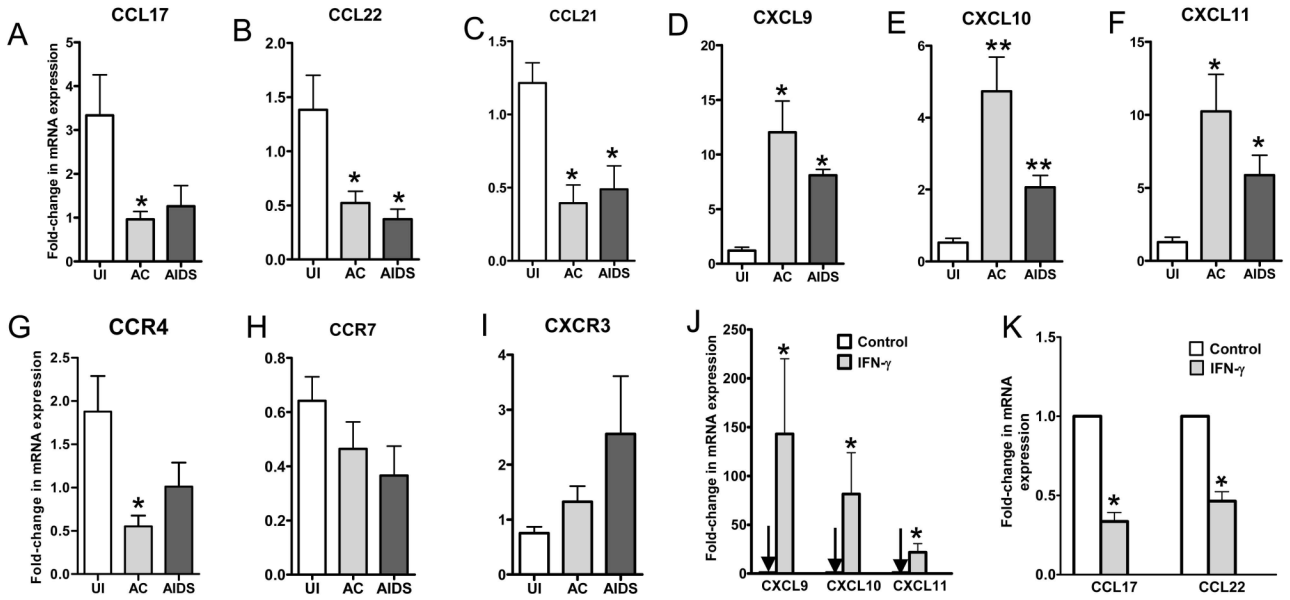 A
CCL17
Fold-change in mRNA expression
5
4
3
2
1
0
*
UI
AC
AIDS
B
CCL22
2.0
1.5
1.0
0.5
0.0
*
*
UI
AC
AIDS
C
CCL21
1.5
1.0
0.5
0.0
*
*
UI
AC
AIDS
D
CXCL9
20
15
10
5
0
*
*
UI
AC
AIDS
E
CXCL10
6
4
2
0
**
**
UI
AC
AIDS
F
CXCL11
15
10
5
0
*
*
UI
AC
AIDS
G
CCR4
Fold-change in mRNA expression
2.5
2.0
1.5
1.0
0.5
0.0
*
UI
AC
AIDS
H
CCR7
0.8
0.6
0.4
0.2
0.0
UI
AC
AIDS
I
CXCR3
4
3
2
1
0
UI
AC
AIDS
J
Fold-change in mRNA expression
250
200
150
100
50
0
Control
IFN-γ
*
*
*
CXCL9
CXCL10
CXCL11
K
Fold-change in mRNA
expression
1.5
1.0
0.5
0.0
Control
IFN-γ
*
*
CCL17
CCL22